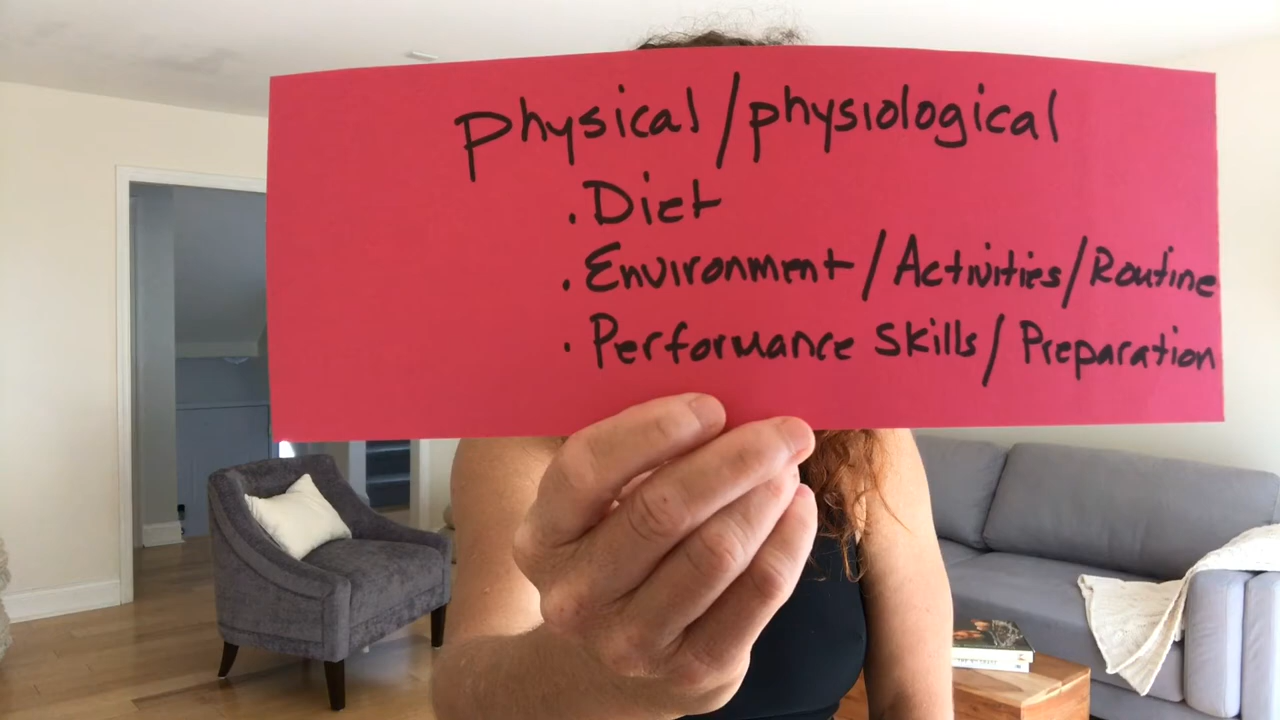 Physical/physiological
. Diet
. Environment/Activities/Routine
. Performance Skills/Preparation